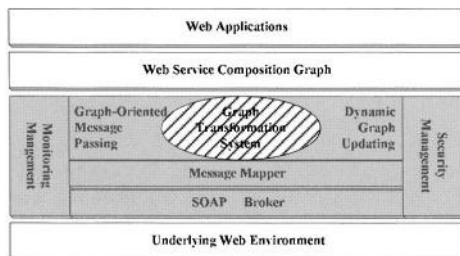 Web Applications
Web Service Composition Graph
Monitoring
Mangement
Graph-Oriented
Message
Passing
Graph
Transformation
System
Dynamic
Graph
Updating
Security
Management
Message Mapper
SOAP Broker
Underlying Web Environment